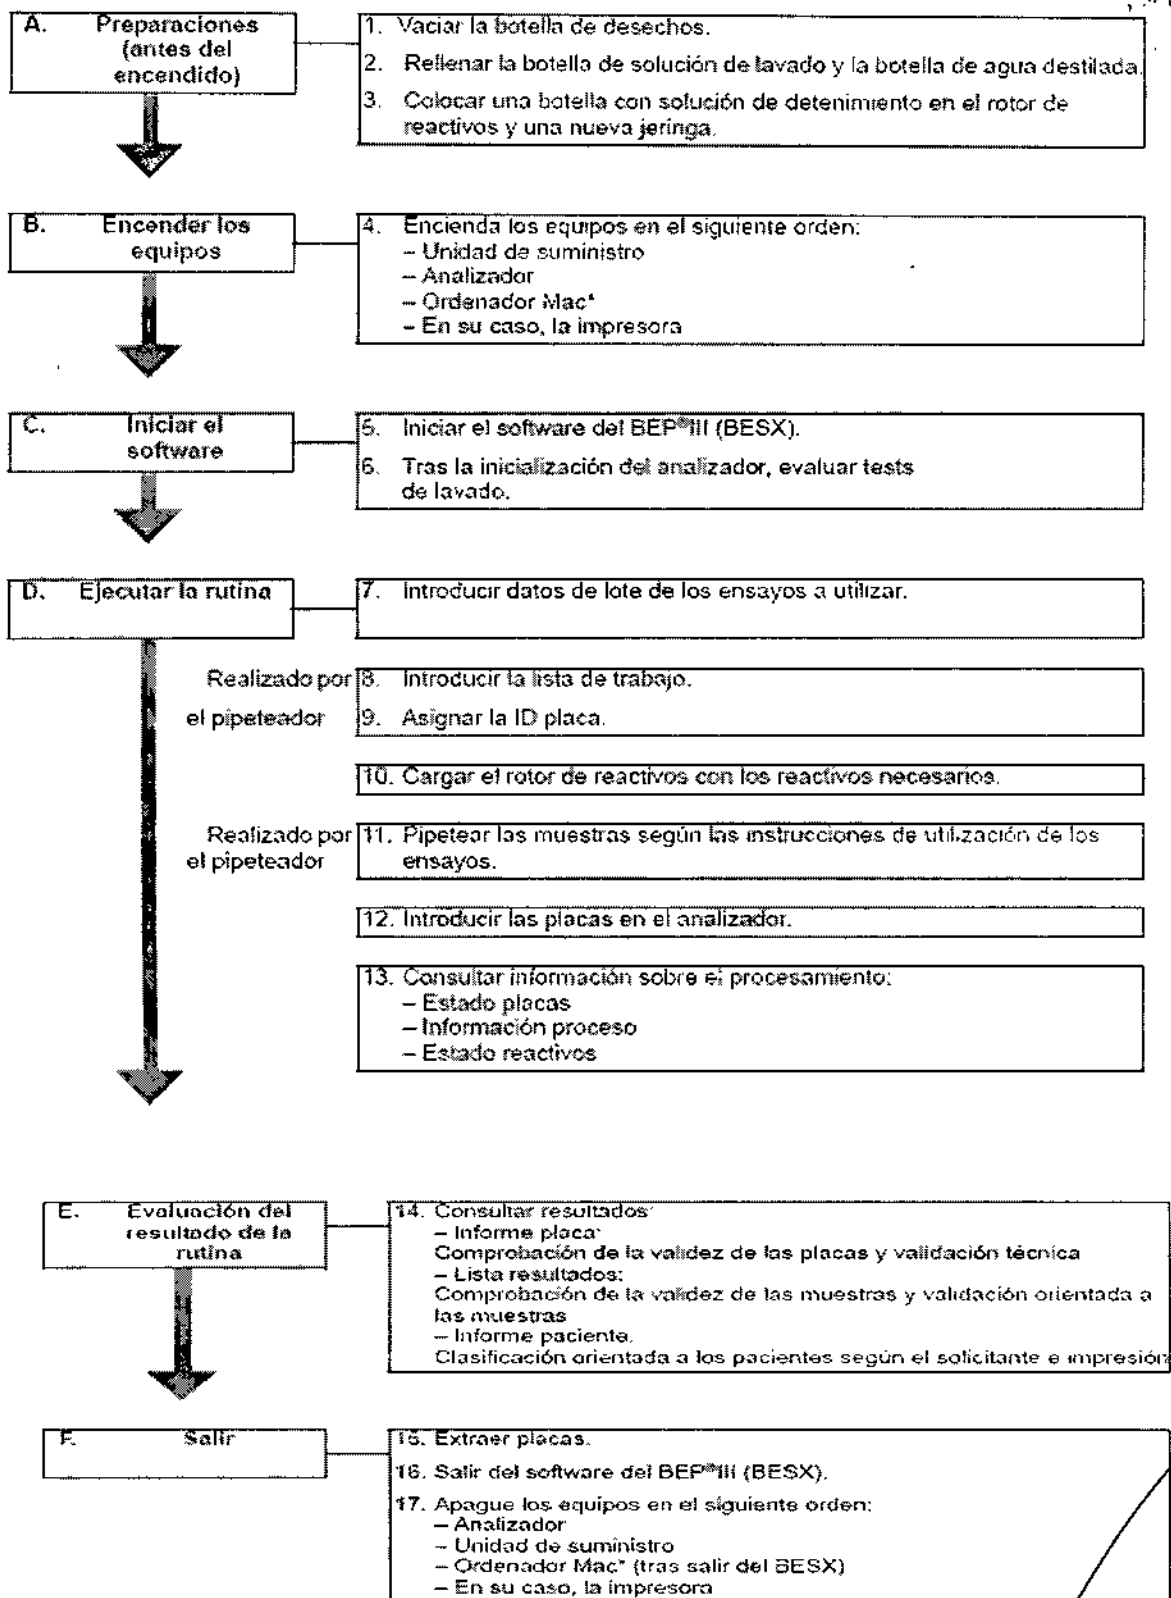 A. Preparaciones
(antes del
encendido)
1. Vaciar la botella de desechos.
2. Rellenar la botella de solución de lavado y la botella de agua destilada.
3. Colocar una botella con solución de detenimiento en el rotor de
reactivos y una nueva jeringa.
B. Encender los
equipos
4. Encienda los equipos en el siguiente orden:
– Unidad de suministro
– Analizador
– Ordenador Mac*
– En su caso, la impresora
C. Iniciar el
software
5. Iniciar el software del BEP®III (BESX).
6. Tras la inicialización del analizador, evaluar tests
de lavado.
D. Ejecutar la rutina
7. Introducir datos de lote de los ensayos a utilizar.
Realizado por
el pipeteador
8. Introducir la lista de trabajo.
9. Asignar la ID placa.
10. Cargar el rotor de reactivos con los reactivos necesarios.
Realizado por
el pipeteador
11. Pipetear las muestras según las instrucciones de utilización de los
ensayos.
12. Introducir las placas en el analizador.
13. Consultar información sobre el procesamiento:
– Estado placas
– Información proceso
– Estado reactivos
E. Evaluación del
resultado de la
rutina
14. Consultar resultados:
– Informe placa:
Comprobación de la validez de las placas y validación técnica
– Lista resultados:
Comprobación de la validez de las muestras y validación orientada a
las muestras
– Informe paciente.
Clasificación orientada a los pacientes según el solicitante e impresión
F. Salir
15. Extraer placas.
16. Salir del software del BEP®III (BESX).
17. Apague los equipos en el siguiente orden:
– Analizador
– Unidad de suministro
– Ordenador Mac* (tras salir del BESX)
– En su caso, la impresora